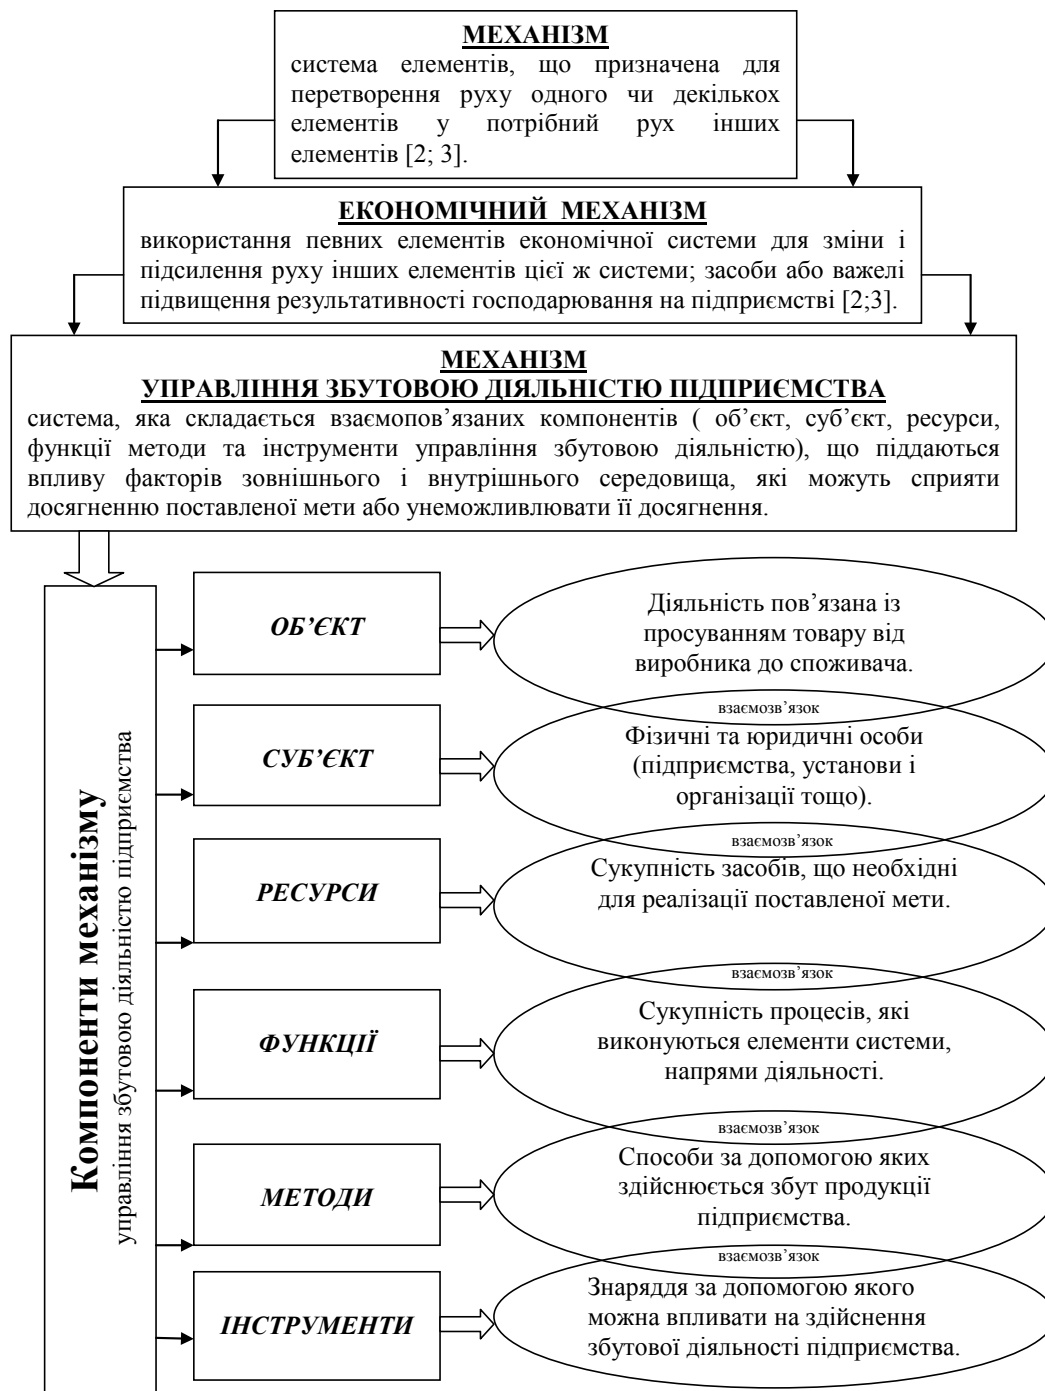 МЕХАНІЗМ
система елементів, що призначена для
перетворення руху одного чи декількох
елементів у потрібний рух інших
елементів [2; 3].
ЕКОНОМІЧНИЙ МЕХАНІЗМ
використання певних елементів економічної системи для зміни і
підсилення руху інших елементів цієї ж системи; засоби або важелі
підвищення результативності господарювання на підприємстві [2;3].
МЕХАНІЗМ
УПРАВЛІННЯ ЗБУТОВОЮ ДІЯЛЬНІСТЮ ПІДПРИЄМСТВА
система, яка складається взаємопов’язаних компонентів ( об’єкт, суб’єкт, ресурси,
функції методи та інструменти управління збутовою діяльністю), що піддаються
впливу факторів зовнішнього і внутрішнього середовища, які можуть сприяти
досягненню поставленої мети або унеможливлювати її досягнення.
Компоненти механізму
управління збутовою діяльністю підприємства
ОБ’ЄКТ
Діяльність пов’язана із
просуванням товару від
виробника до споживача.
взаємозв’язок
СУБ’ЄКТ
Фізичні та юридичні особи
(підприємства, установи і
організації тощо).
взаємозв’язок
РЕСУРСИ
Сукупність засобів, що необхідні
для реалізації поставленої мети.
взаємозв’язок
ФУНКЦІЇ
Сукупність процесів, які
виконуються елементи системи,
напрями діяльності.
взаємозв’язок
МЕТОДИ
Способи за допомогою яких
здійснюється збут продукції
підприємства.
взаємозв’язок
ІНСТРУМЕНТИ
Знаряддя за допомогою якого
можна впливати на здійснення
збутової діяльності підприємства.